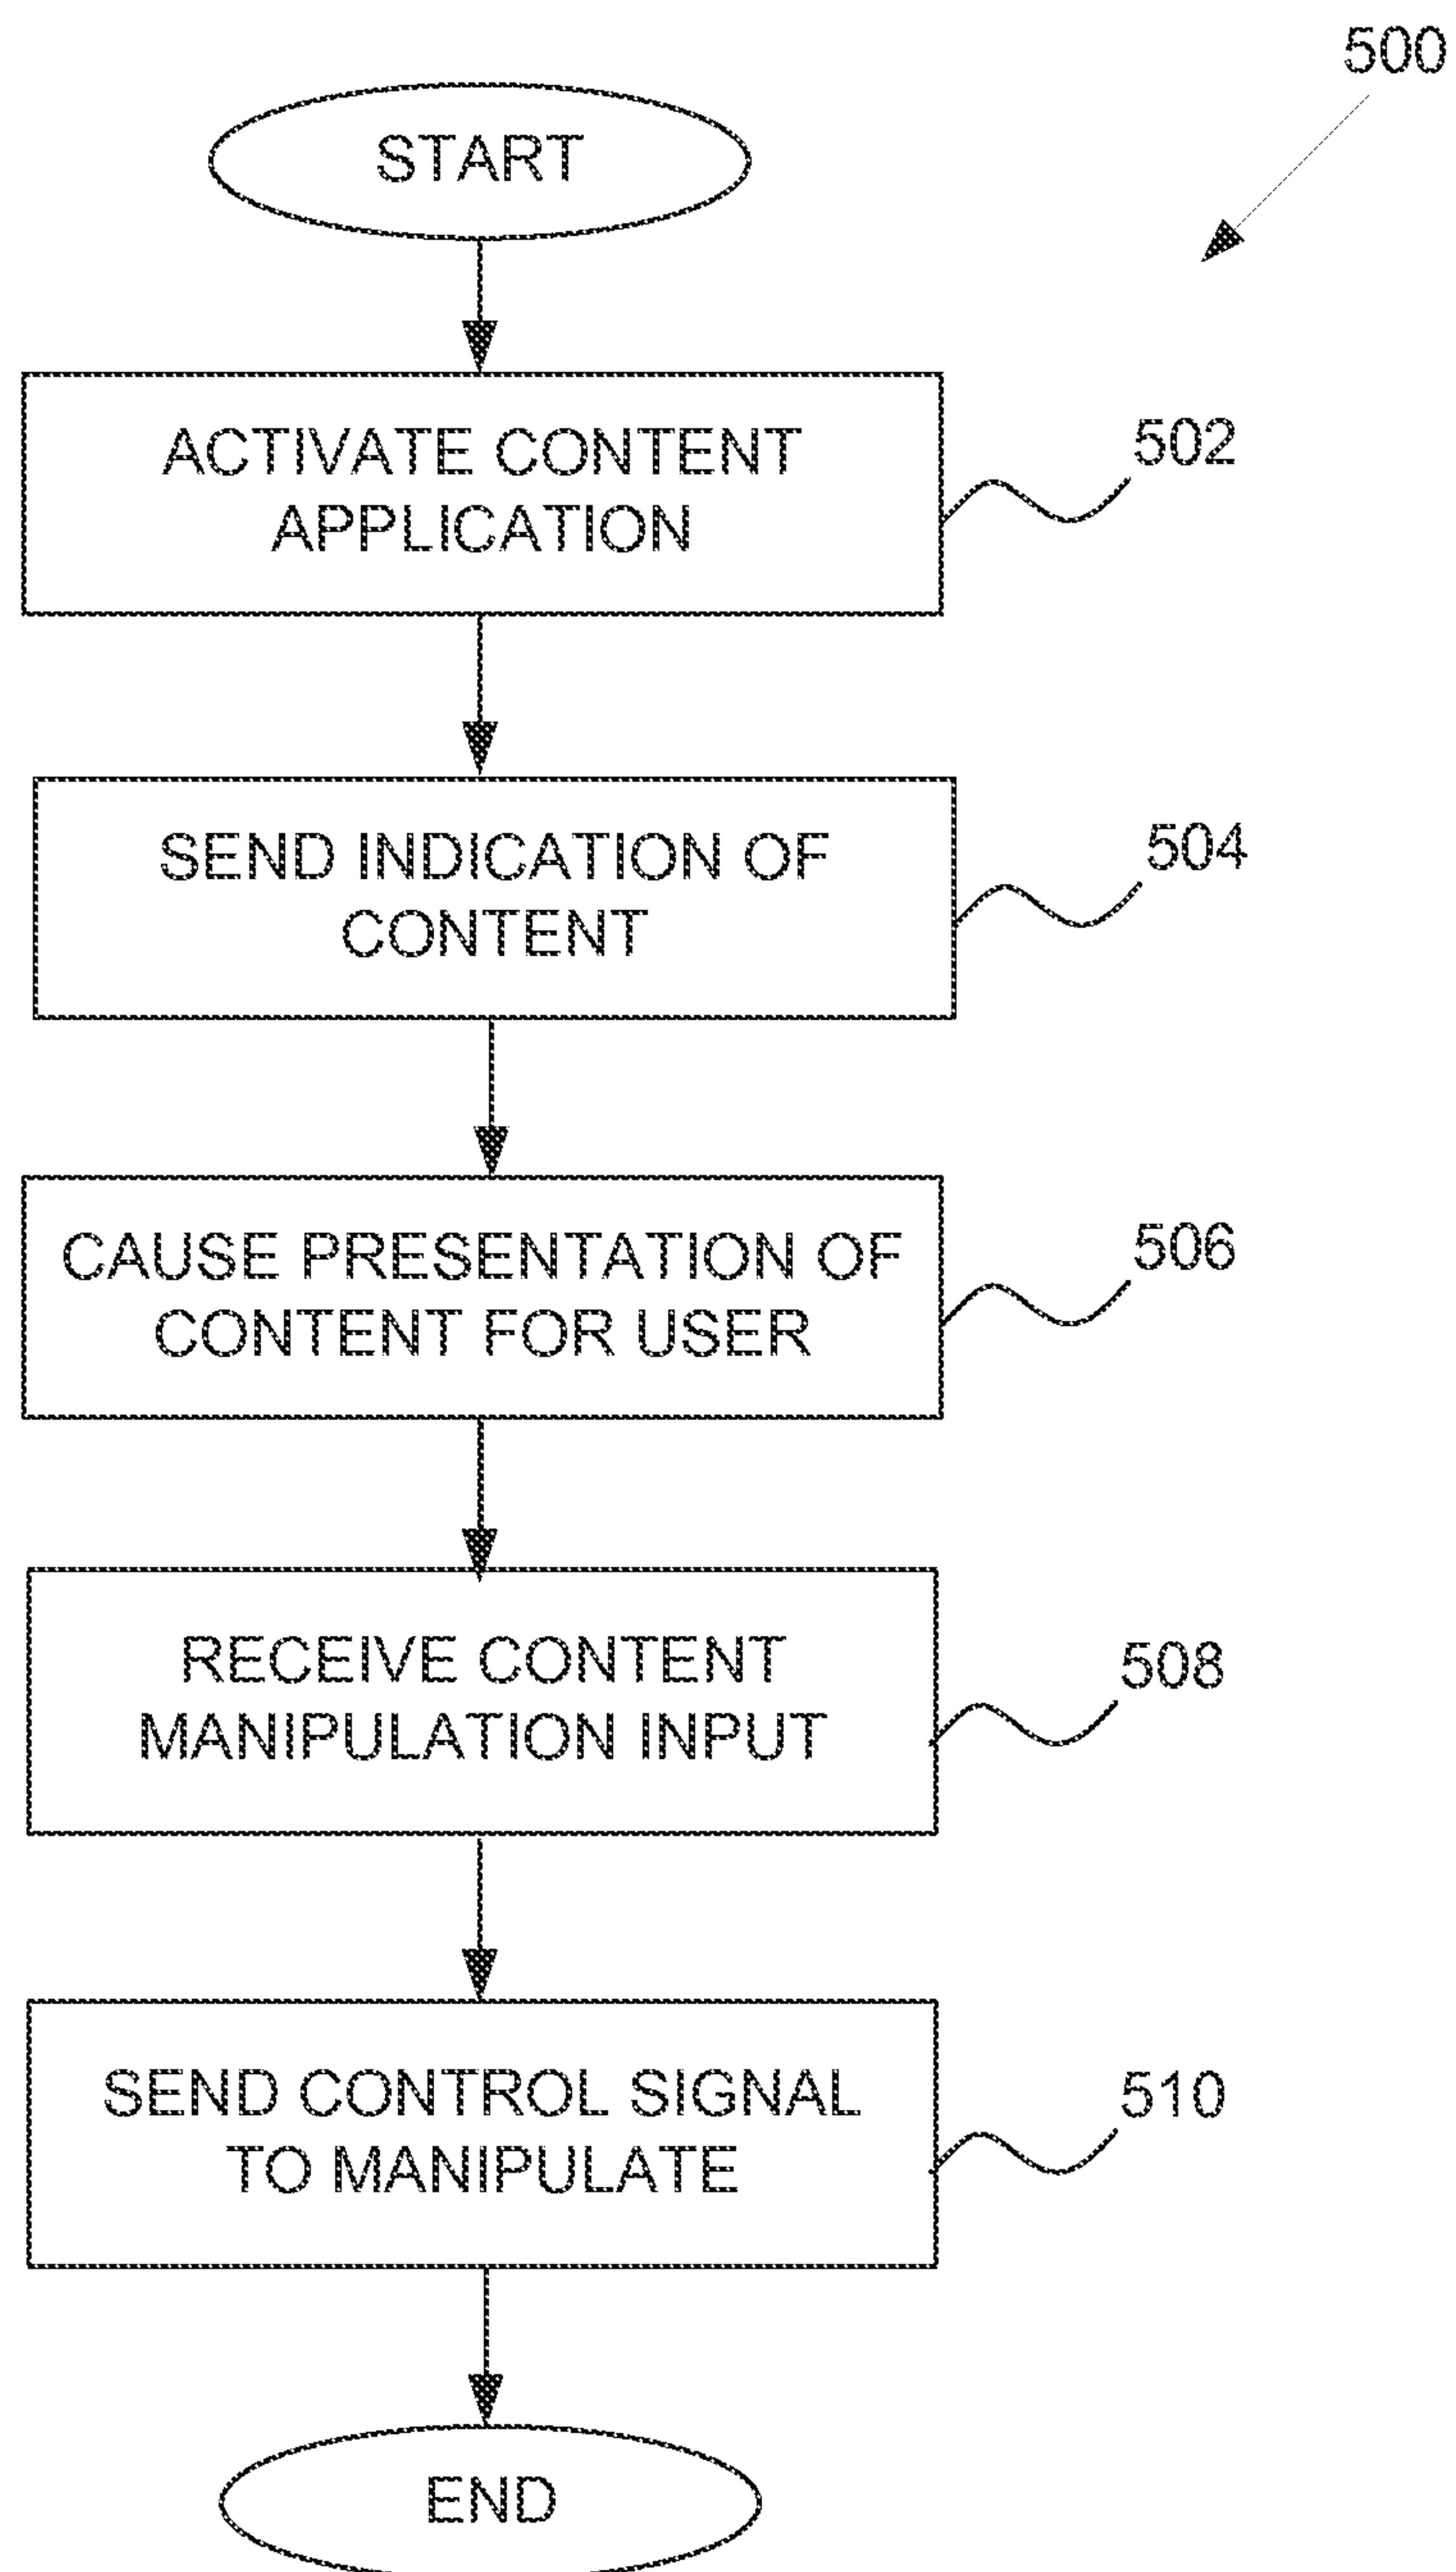 500
START
ACTIVATE CONTENT
APPLICATION
502
SEND INDICATION OF
CONTENT
504
CAUSE PRESENTATION OF
CONTENT FOR USER
506
RECEIVE CONTENT
MANIPULATION INPUT
508
SEND CONTROL SIGNAL
TO MANIPULATE
510
END